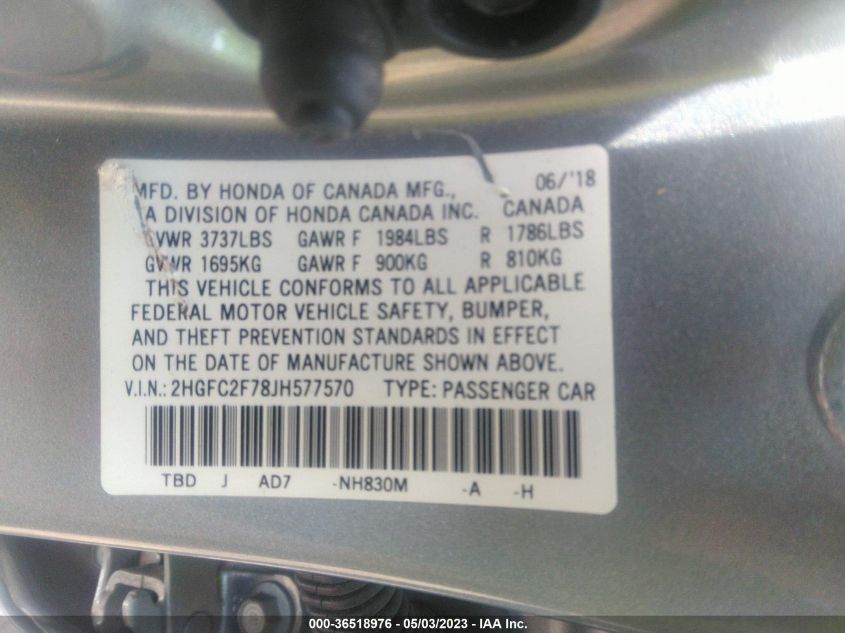 MFD. BY HONDA OF CANADA MFG., 06/'18
A DIVISION OF HONDA CANADA INC. CANADA
GVWR 3737LBS GAWR F 1984LBS R 1786LBS
GVWR 1695KG GAWR F 900KG R 810KG
THIS VEHICLE CONFORMS TO ALL APPLICABLE
FEDERAL MOTOR VEHICLE SAFETY, BUMPER,
AND THEFT PREVENTION STANDARDS IN EFFECT
ON THE DATE OF MANUFACTURE SHOWN ABOVE.
V.I.N.: 2HGFC2F78JH577570 TYPE: PASSENGER CAR
TBD J AD7 -NH830M -A -H
000-36518976 - 05/03/2023 - IAA Inc.